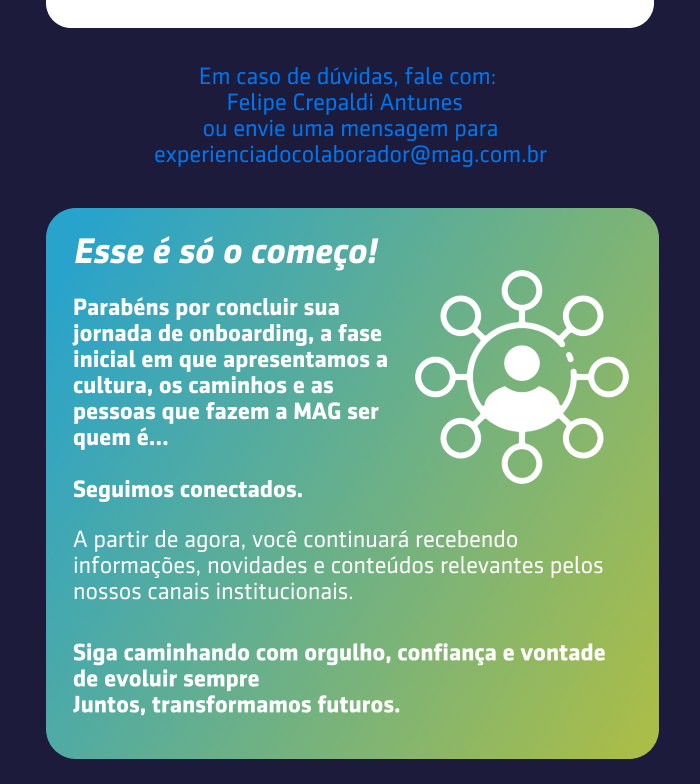 Em caso de dúvidas, fale com:
Felipe Crepaldi Antunes
ou envie uma mensagem para
experienciadocolaborador@mag.com.br
Esse é só o começo!
Parabéns por concluir sua
jornada de onboarding, a fase
inicial em que apresentamos a
cultura, os caminhos e as
pessoas que fazem a MAG ser
quem é...
Seguimos conectados.
A partir de agora, você continuará recebendo
informações, novidades e conteúdos relevantes pelos
nossos canais institucionais.
Siga caminhando com orgulho, confiança e vontade
de evoluir sempre
Juntos, transformamos futuros.